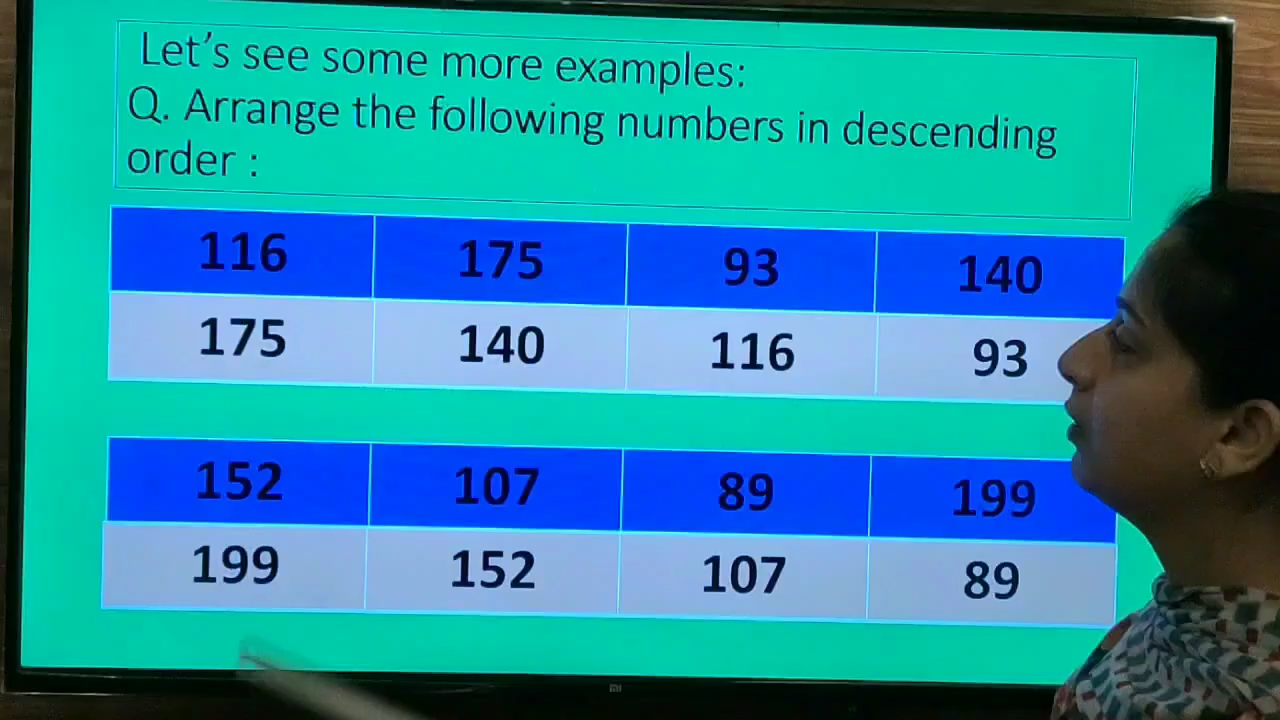 Let's see some more examples:
Q. Arrange the following numbers in descending
order :
116 175 93 140
175 140 116 93
152 107 89 199
199 152 107 89
mi